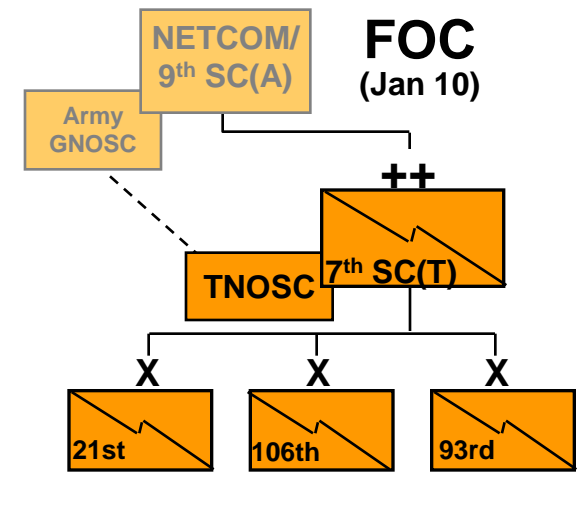 NETCOM/
9th SC(A)
FOC
(Jan 10)
Army
GNOSC
++
7th SC(T)
TNOSC
X
X
X
21st
106th
93rd